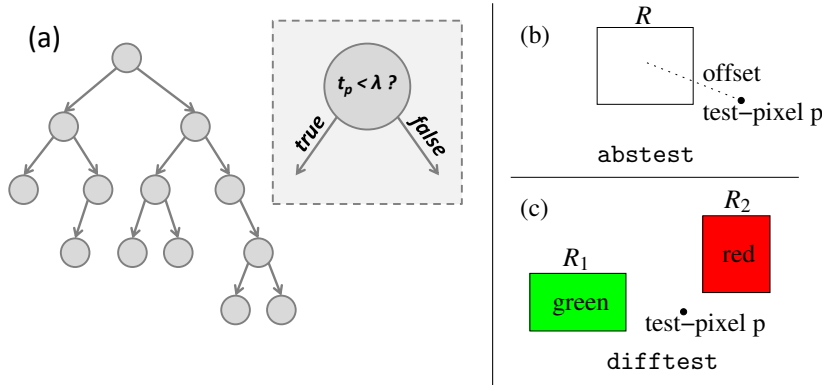 (a)
t_p < λ ?
true
false
(b)
R
offset
test–pixel p
abstest
(c)
R_2
red
R_1
green
test–pixel p
difftest